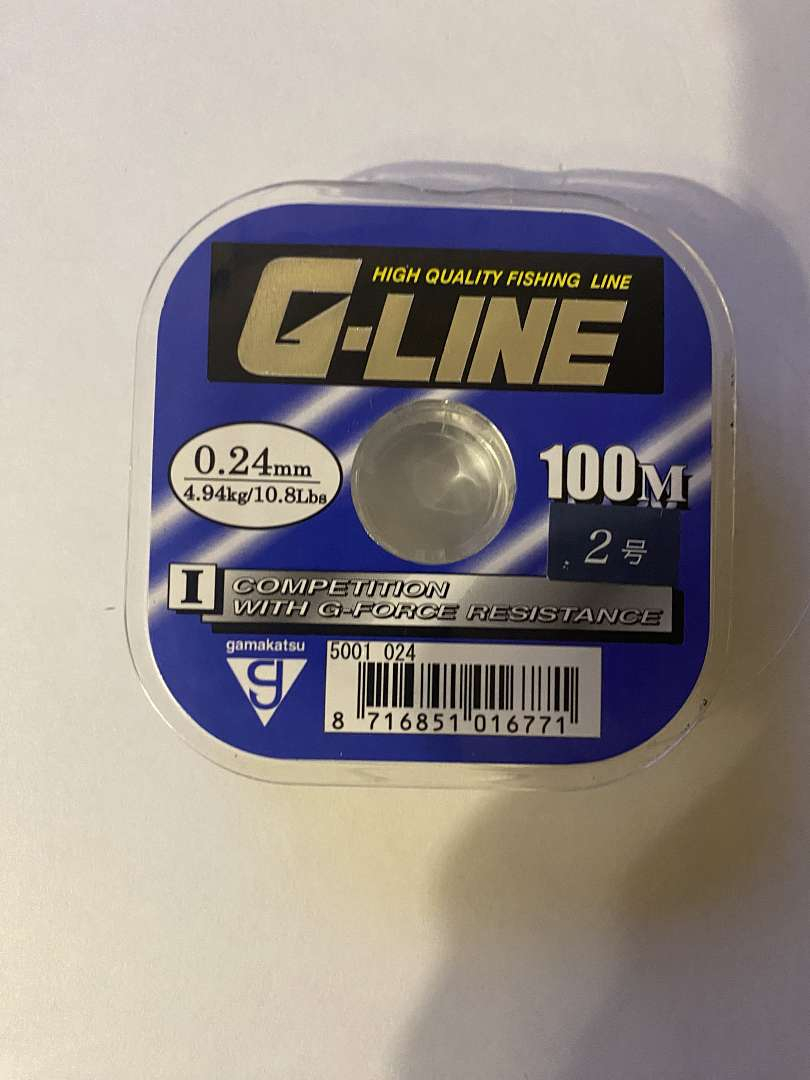 HIGH QUALITY FISHING LINE
G-LINE
0.24mm
4.94kg/10.8Lbs
100M
2号
I
COMPETITION
WITH G-FORCE RESISTANCE
gamakatsu
g
5001 024
8 716851 016771